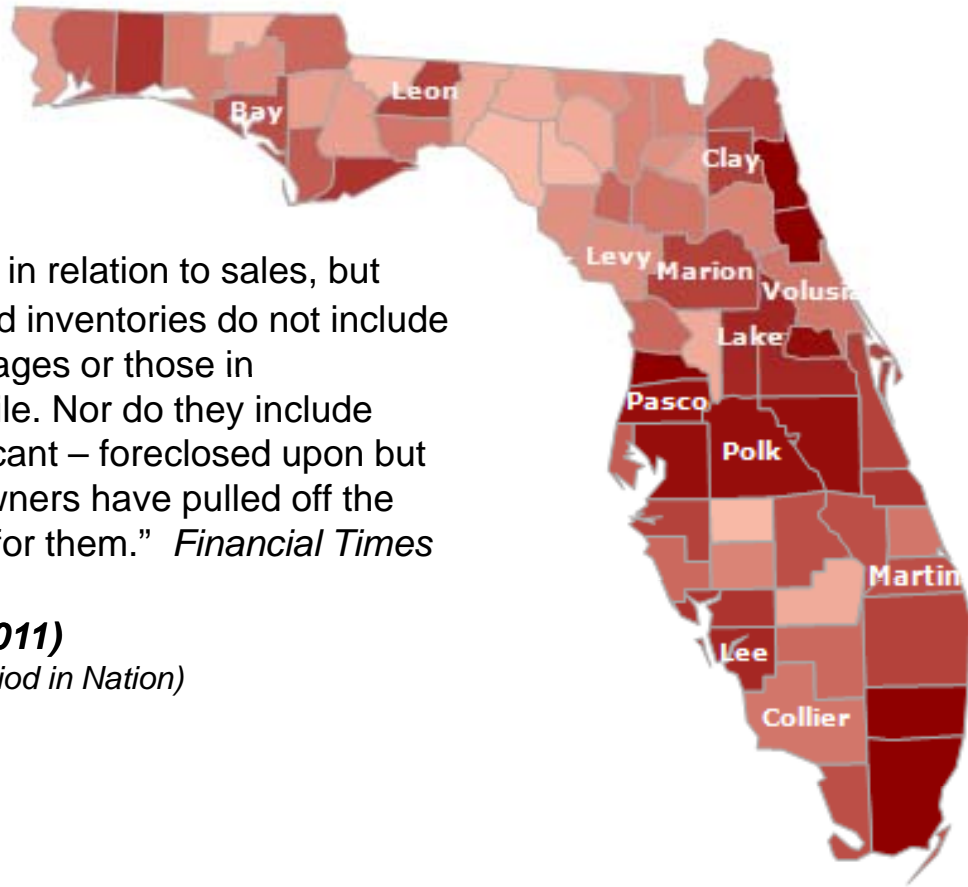 Leon
Bay
Clay
in relation to sales, but
Levy
Marion
d inventories do not include
Volusia
ages or those in
Lake
le. Nor do they include
Pasco
cant – foreclosed upon but
Polk
wners have pulled off the
for them.” Financial Times
Martin
011)
Lee
iod in Nation)
Collier